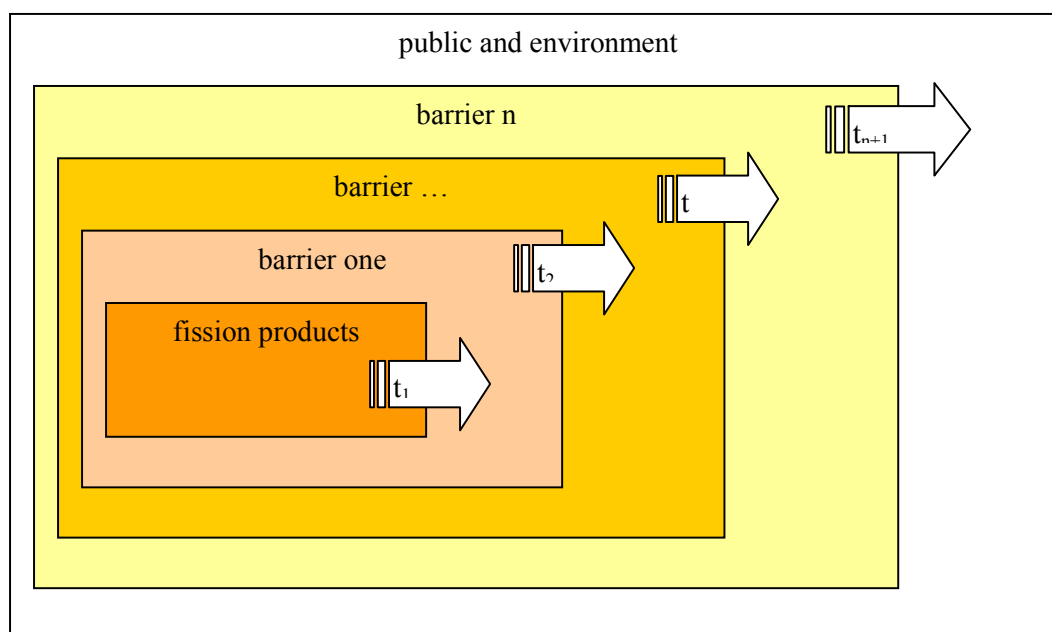 public and environment
barrier n
tn+1
barrier …
t
barrier one
t2
fission products
t1